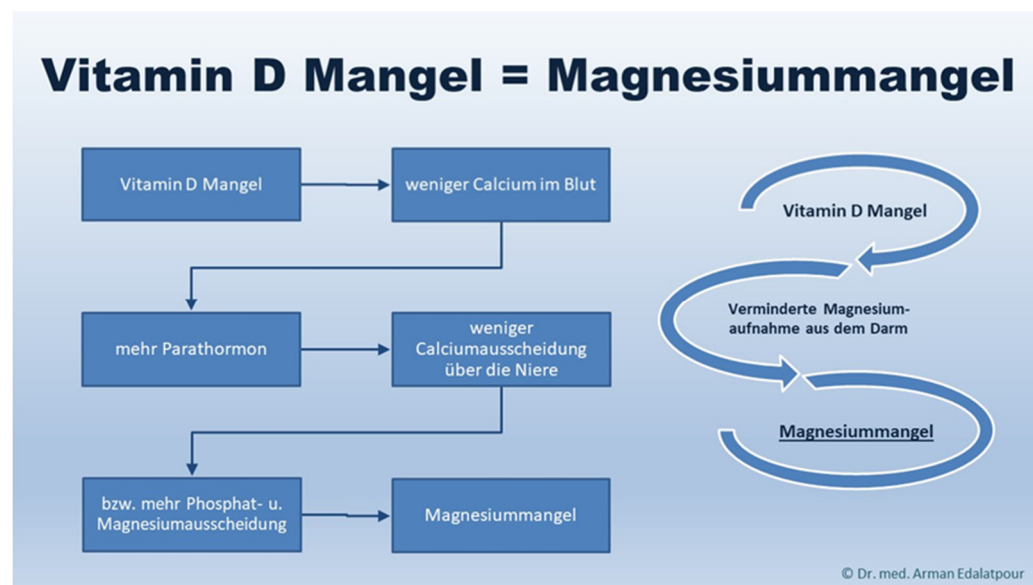 Vitamin D Mangel = Magnesiummangel
Vitamin D Mangel
weniger Calcium im Blut
mehr Parathormon
weniger
Calciumausscheidung
über die Niere
bzw. mehr Phosphat- u.
Magnesiumausscheidung
Magnesiummangel
Vitamin D Mangel
Verminderte Magnesium-
aufnahme aus dem Darm
Magnesiummangel
© Dr. med. Arman Edalatpour